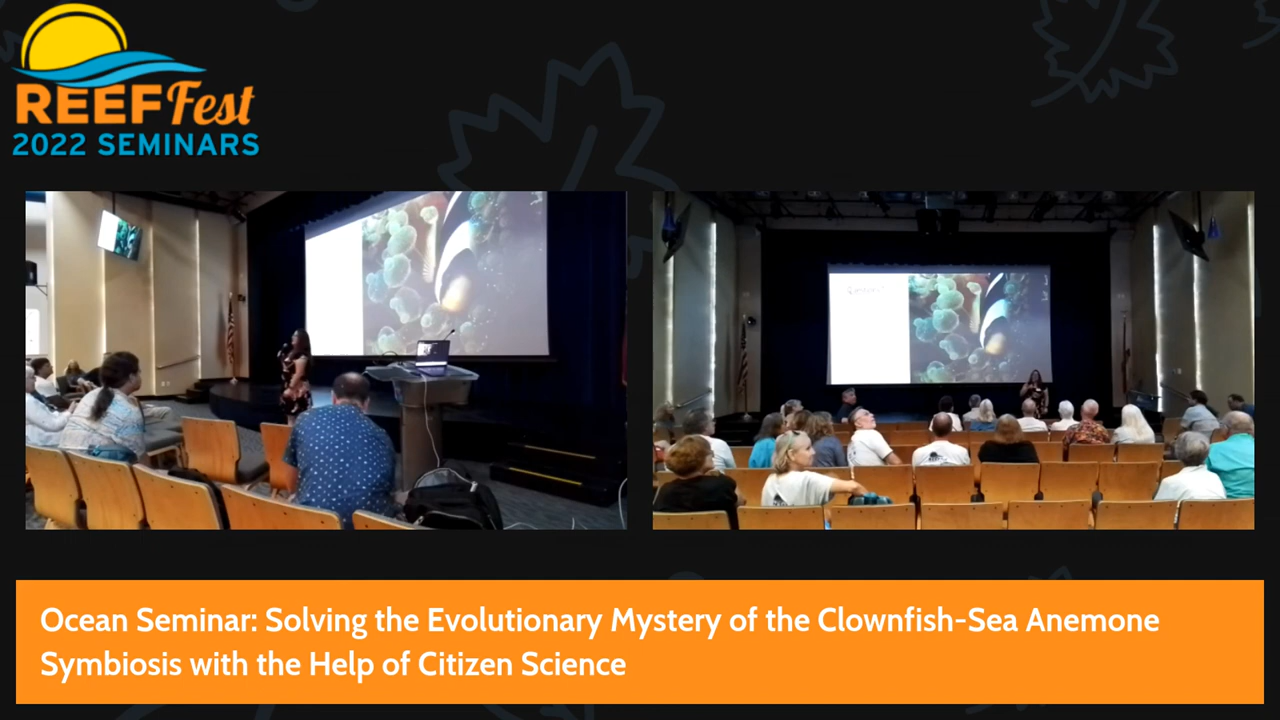 REEF Fest
2022 SEMINARS
Ocean Seminar: Solving the Evolutionary Mystery of the Clownfish-Sea Anemone
Symbiosis with the Help of Citizen Science